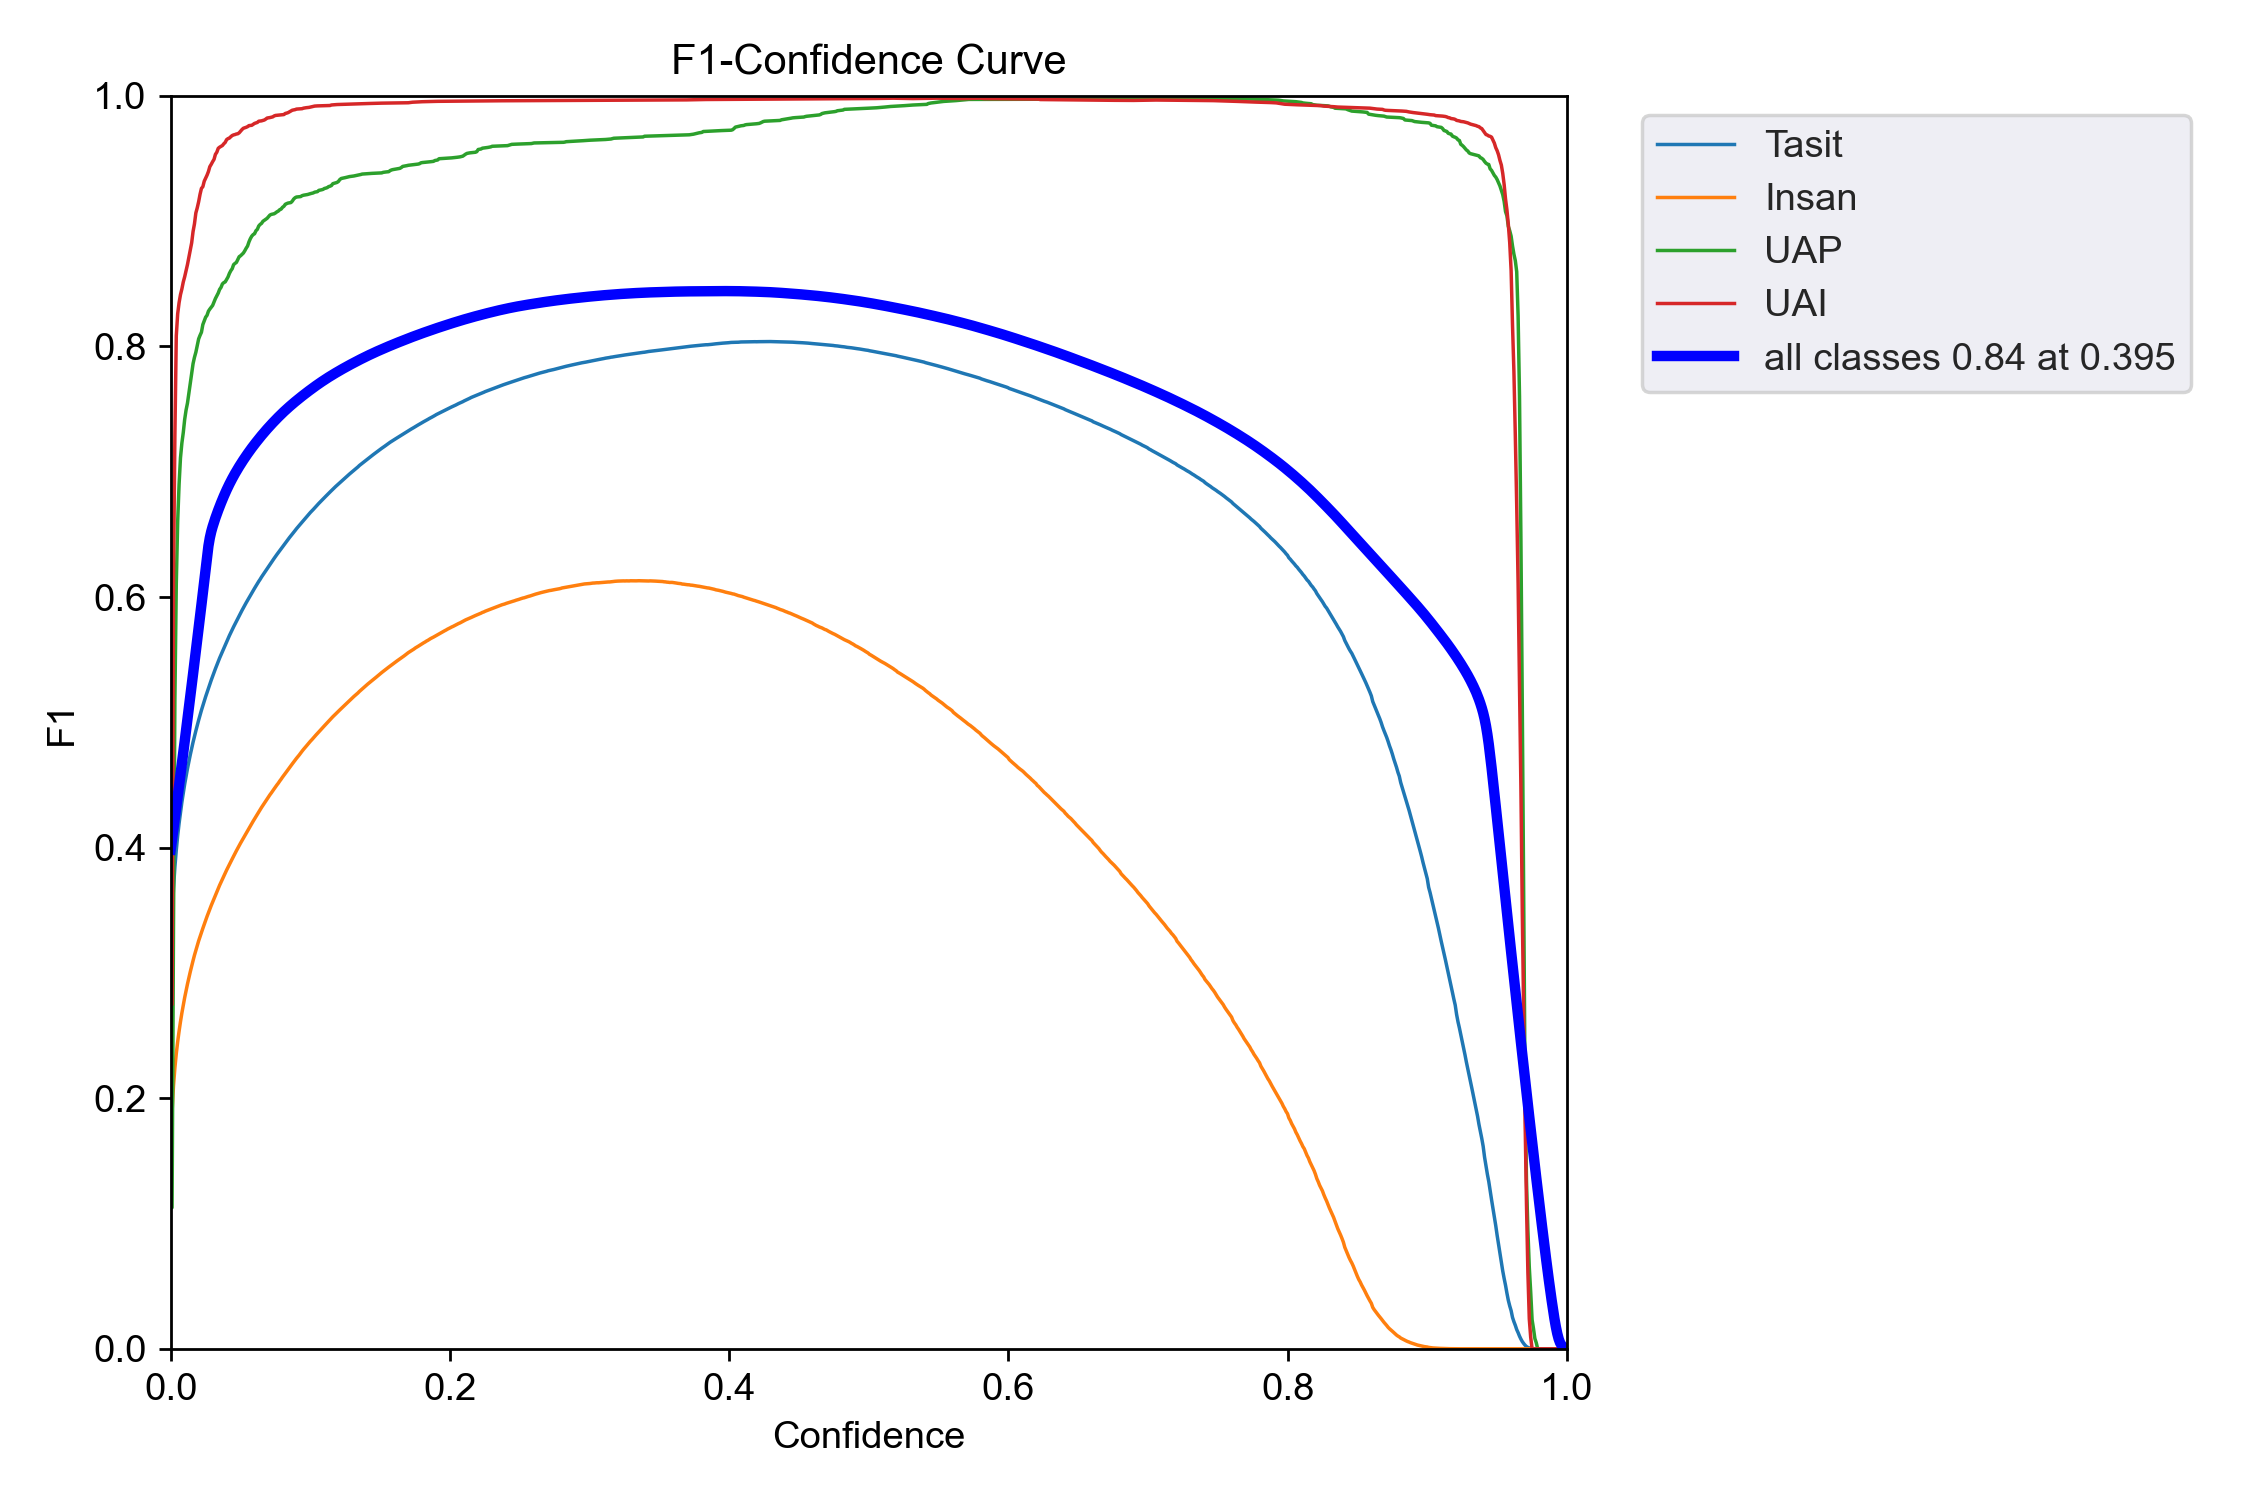 F1-Confidence Curve
1.0
0.8
0.6
0.4
0.2
0.0
F1
0.0 0.2 0.4 0.6 0.8 1.0
Confidence
Tasit
Insan
UAP
UAI
all classes 0.84 at 0.395